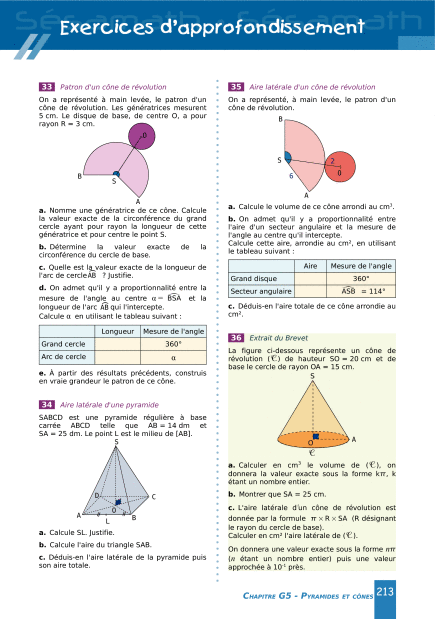 Exercices d'approfondissement
33 Patron d'un cône de révolution
On a représenté à main levée, le patron d'un
cône de révolution. Les génératrices mesurent
5 cm. Le disque de base, de centre O, a pour
rayon R = 3 cm.
O
B
S
A
a. Nomme une génératrice de ce cône. Calcule
la valeur exacte de la circonférence du grand
cercle ayant pour rayon la longueur de cette
génératrice et pour centre le point S.
b. Détermine la valeur exacte de la
circonférence du cercle de base.
c. Quelle est la valeur exacte de la longueur de
l'arc de cercle AB ? Justifie.
d. On admet qu'il y a proportionnalité entre la
mesure de l'angle au centre α = BSA et la
longueur de l'arc AB qui l'intercepte.
Calcule α en utilisant le tableau suivant :
Longueur Mesure de l'angle
Grand cercle 360°
Arc de cercle α
e. À partir des résultats précédents, construis
en vraie grandeur le patron de ce cône.
34 Aire latérale d'une pyramide
SABCD est une pyramide régulière à base
carrée ABCD telle que AB = 14 dm et
SA = 25 dm. Le point L est le milieu de [AB].
S
D
C
O
A
B
L
a. Calcule SL. Justifie.
b. Calcule l'aire du triangle SAB.
c. Déduis-en l'aire latérale de la pyramide puis
son aire totale.
35 Aire latérale d'un cône de révolution
On a représenté, à main levée, le patron d'un
cône de révolution.
B
S
2
O
6
A
a. Calcule le volume de ce cône arrondi au cm³.
b. On admet qu'il y a proportionnalité entre
l'aire d'un secteur angulaire et la mesure de
l'angle au centre qu'il intercepte.
Calcule cette aire, arrondie au cm², en utilisant
le tableau suivant :
Aire Mesure de l'angle
Grand disque 360°
Secteur angulaire ASB = 114°
c. Déduis-en l'aire totale de ce cône arrondie au
cm².
36 Extrait du Brevet
La figure ci-dessous représente un cône de
révolution (𝒞) de hauteur SO = 20 cm et de
base le cercle de rayon OA = 15 cm.
S
O
A
𝒞
a. Calculer en cm³ le volume de (𝒞), on
donnera la valeur exacte sous la forme kπ, k
étant un nombre entier.
b. Montrer que SA = 25 cm.
c. L'aire latérale d'un cône de révolution est
donnée par la formule π × R × SA (R désignant
le rayon du cercle de base).
Calculer en cm² l'aire latérale de (𝒞).
On donnera une valeur exacte sous la forme nπ
(n étant un nombre entier) puis une valeur
approchée à 10⁻¹ près.
CHAPITRE G5 - PYRAMIDES ET CÔNES 213